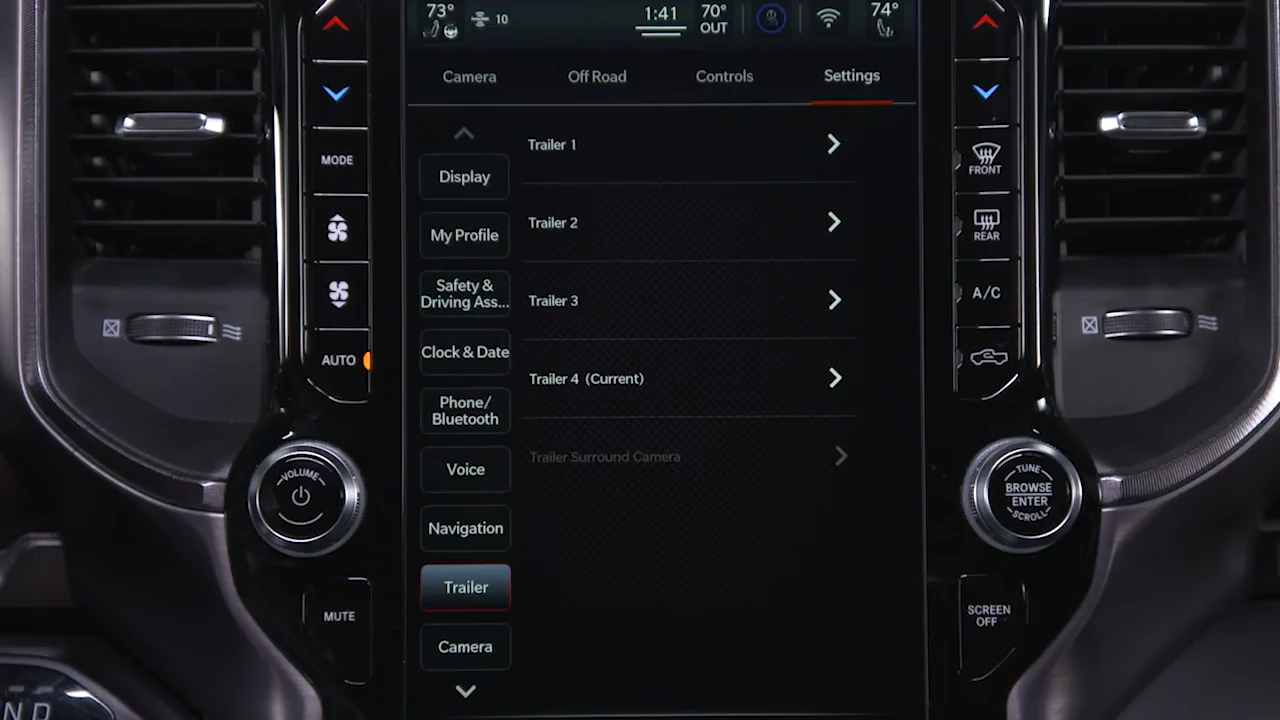 73°
10
1:41
70°
OUT
74°
Camera
Off Road
Controls
Settings
Display
My Profile
Safety &
Driving Ass...
Clock & Date
Phone/
Bluetooth
Voice
Navigation
Trailer
Camera
Trailer 1
Trailer 2
Trailer 3
Trailer 4 (Current)
Trailer Surround Camera
MODE
AUTO
VOLUME
MUTE
FRONT
REAR
A/C
TUNE
BROWSE
ENTER
SCROLL
SCREEN
OFF
N D